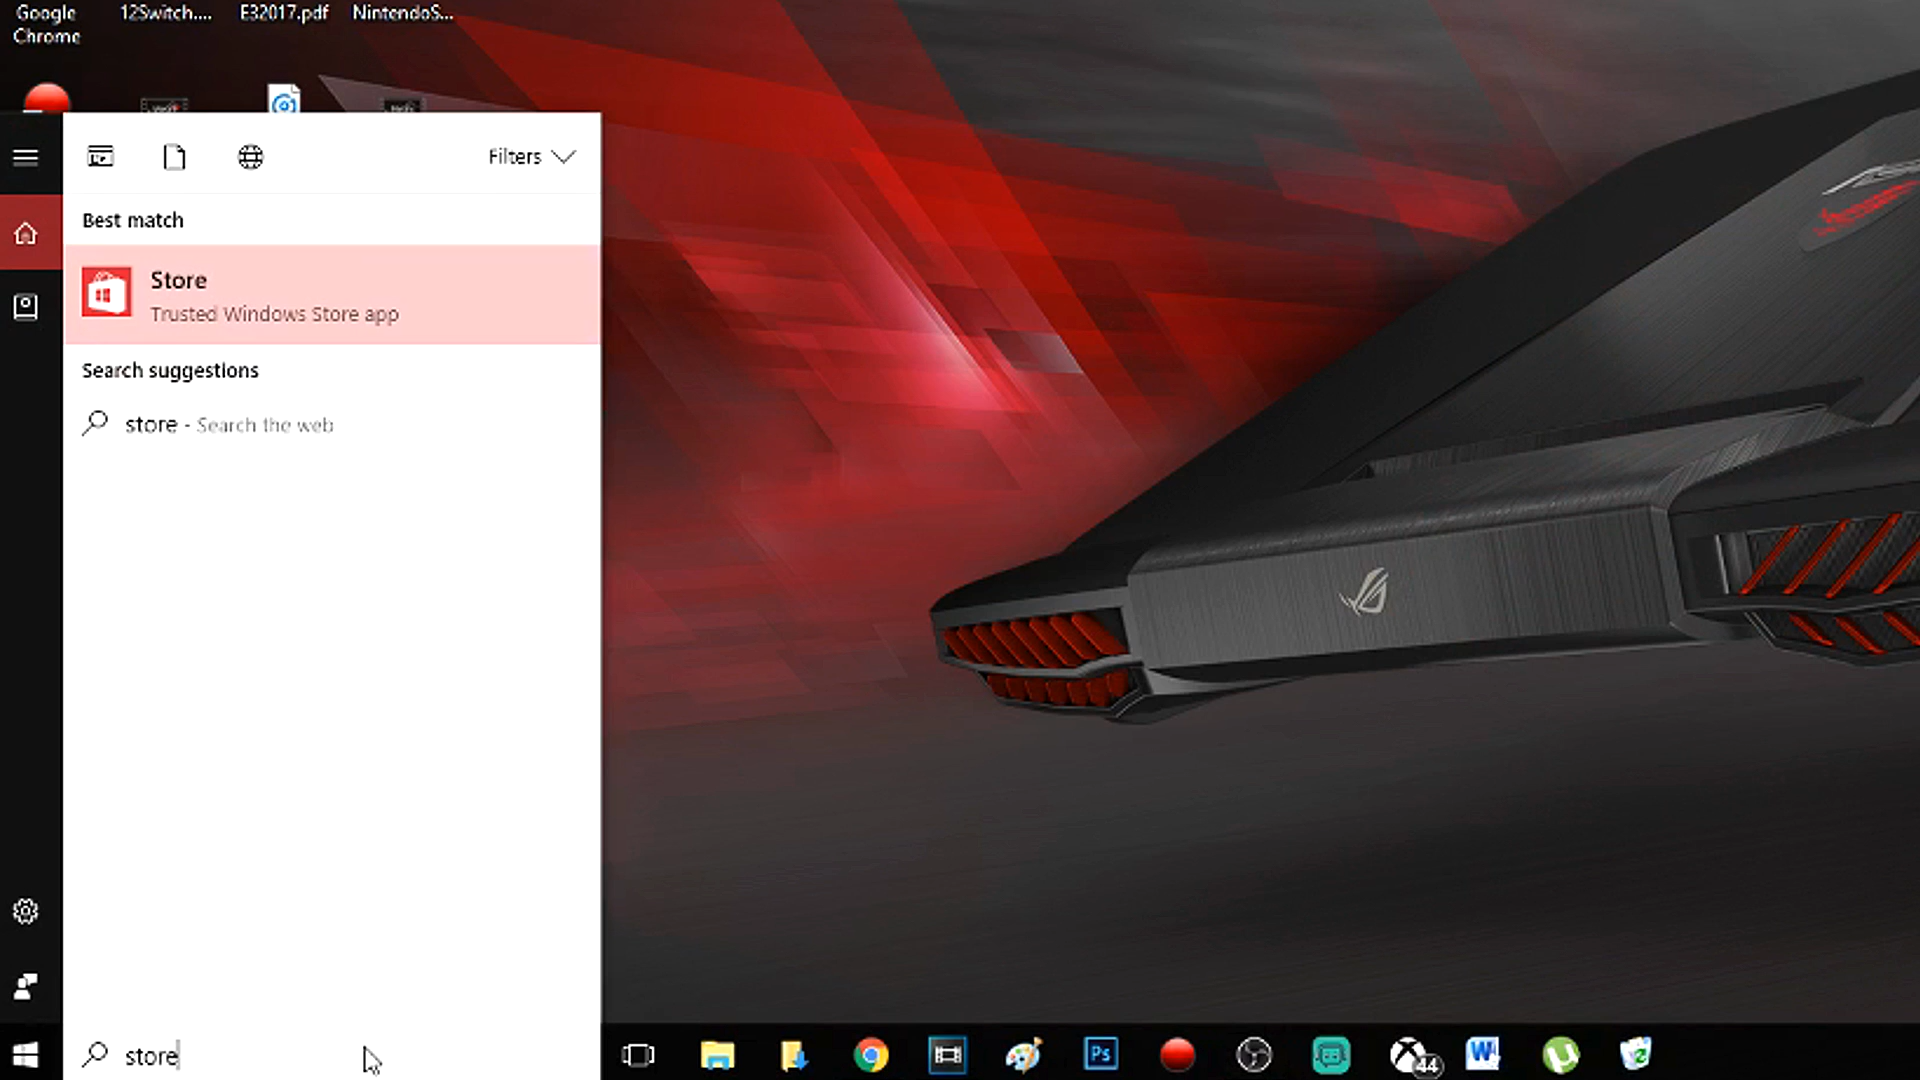 Google
Chrome
12Switch....
E32017.pdf
NintendoS...
Filters
Best match
Store
Trusted Windows Store app
Search suggestions
store - Search the web
store
Ps
44
W